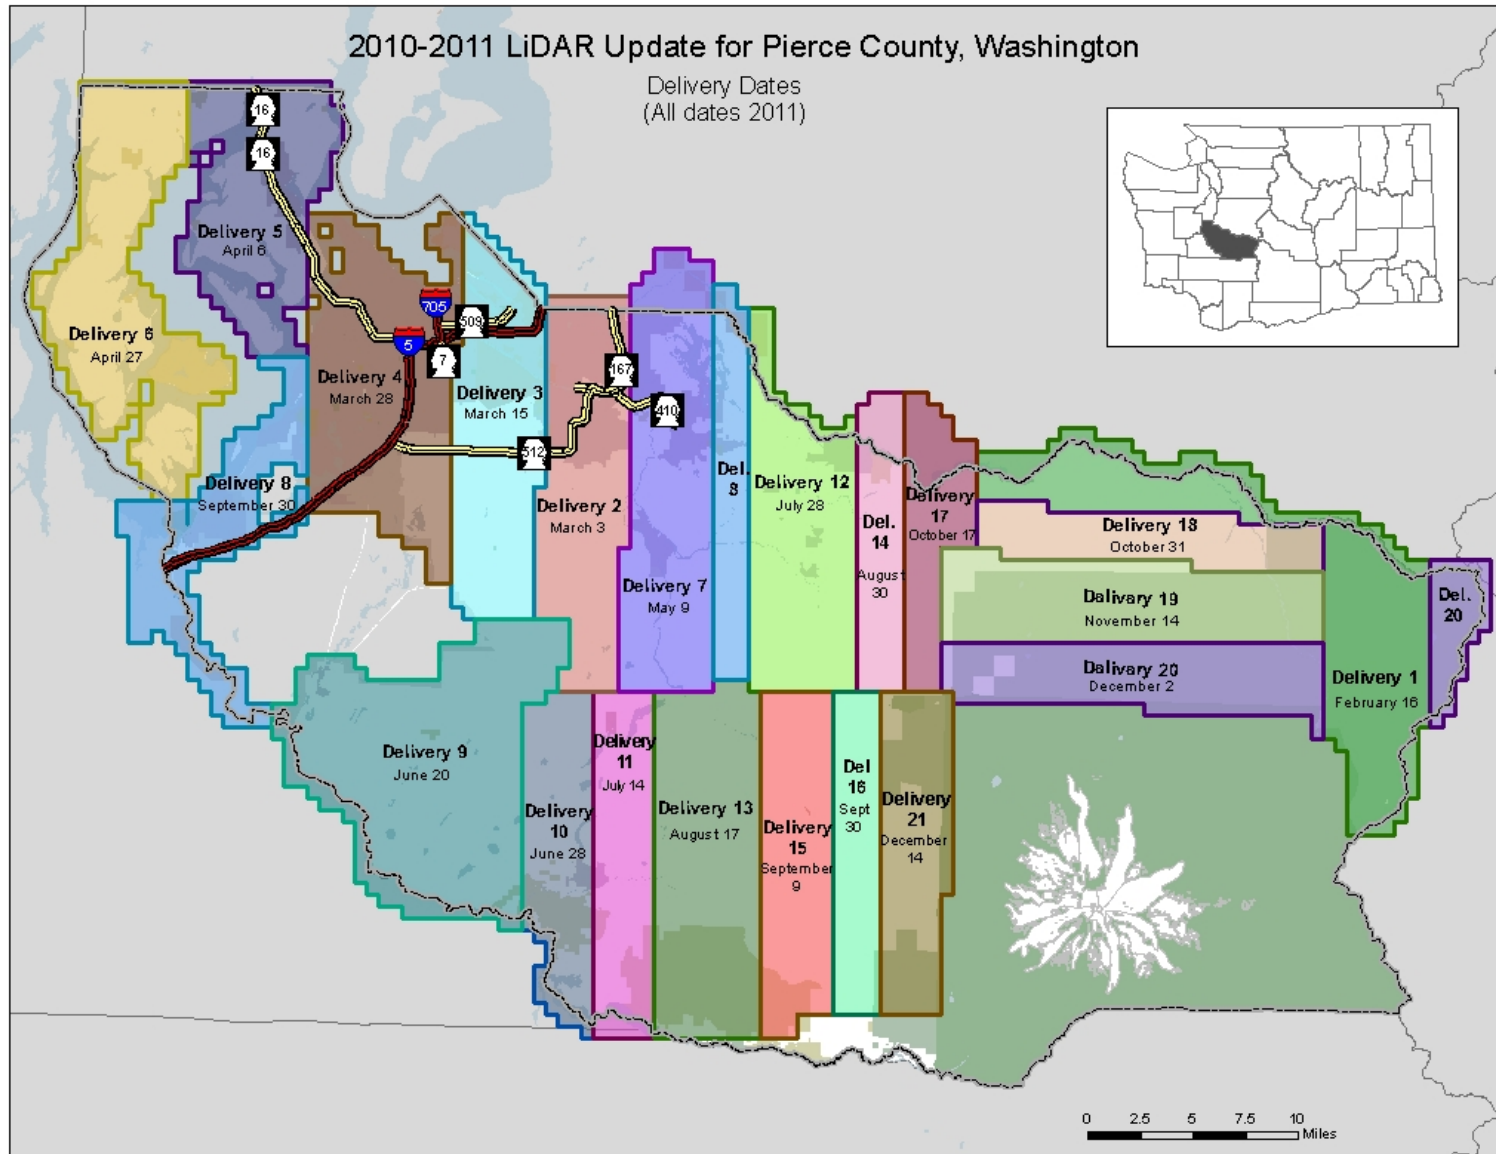 2010-2011 LiDAR Update for Pierce County, Washington
Delivery Dates
(All dates 2011)
16
16
Delivery 5
April 6
705
509
Delivery 6
April 27
5
7
167
Delivery 4
March 28
Delivery 3
March 15
410
512
Del.
8
Delivery 8
September 30
Delivery 2
March 3
Delivery 12
July 28
Del.
14
August
30
Delivery
17
October 17
Delivery 18
October 31
Delivery 7
May 9
Dalivary 19
November 14
Del.
20
Dalivary 20
December 2
Delivery 1
February 16
Delivery 9
June 20
Delivery
11
July 14
Delivery
10
June 28
Delivery 13
August 17
Delivery
15
September
9
Del
16
Sept
30
Delivery
21
December
14
0 2.5 5 7.5 10
Miles